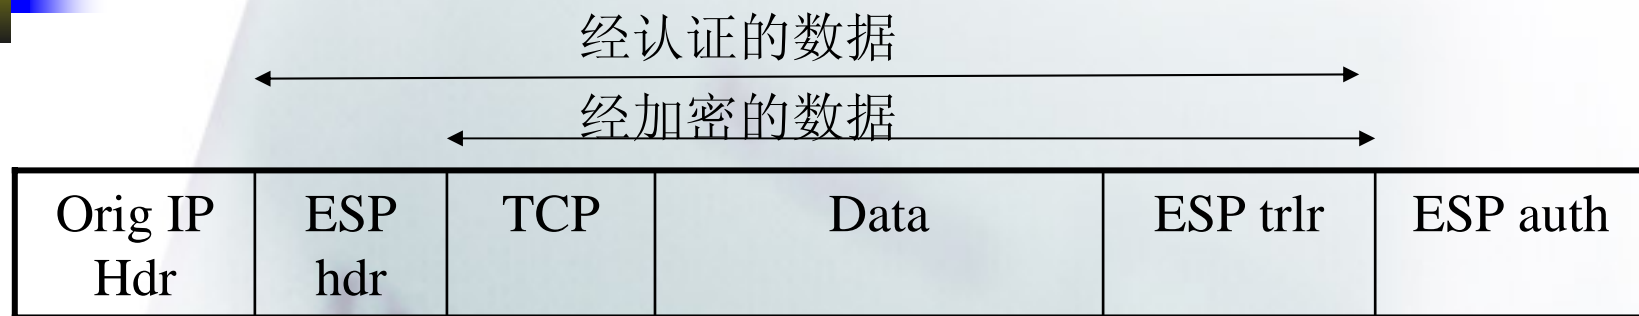 经认证的数据
经加密的数据
Orig IP Hdr
ESP hdr
TCP
Data
ESP trlr
ESP auth